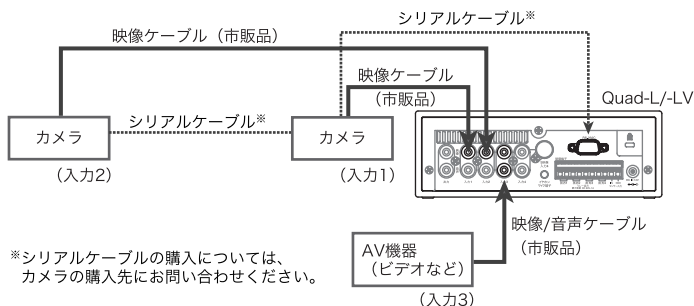 シリアルケーブル※
映像ケーブル（市販品）
映像ケーブル
（市販品）
Quad-L/-LV
シリアルケーブル※
カメラ
カメラ
（入力2）
（入力1）
映像/音声ケーブル
（市販品）
AV機器
（ビデオなど）
（入力3）
※シリアルケーブルの購入については、
カメラの購入先にお問い合わせください。